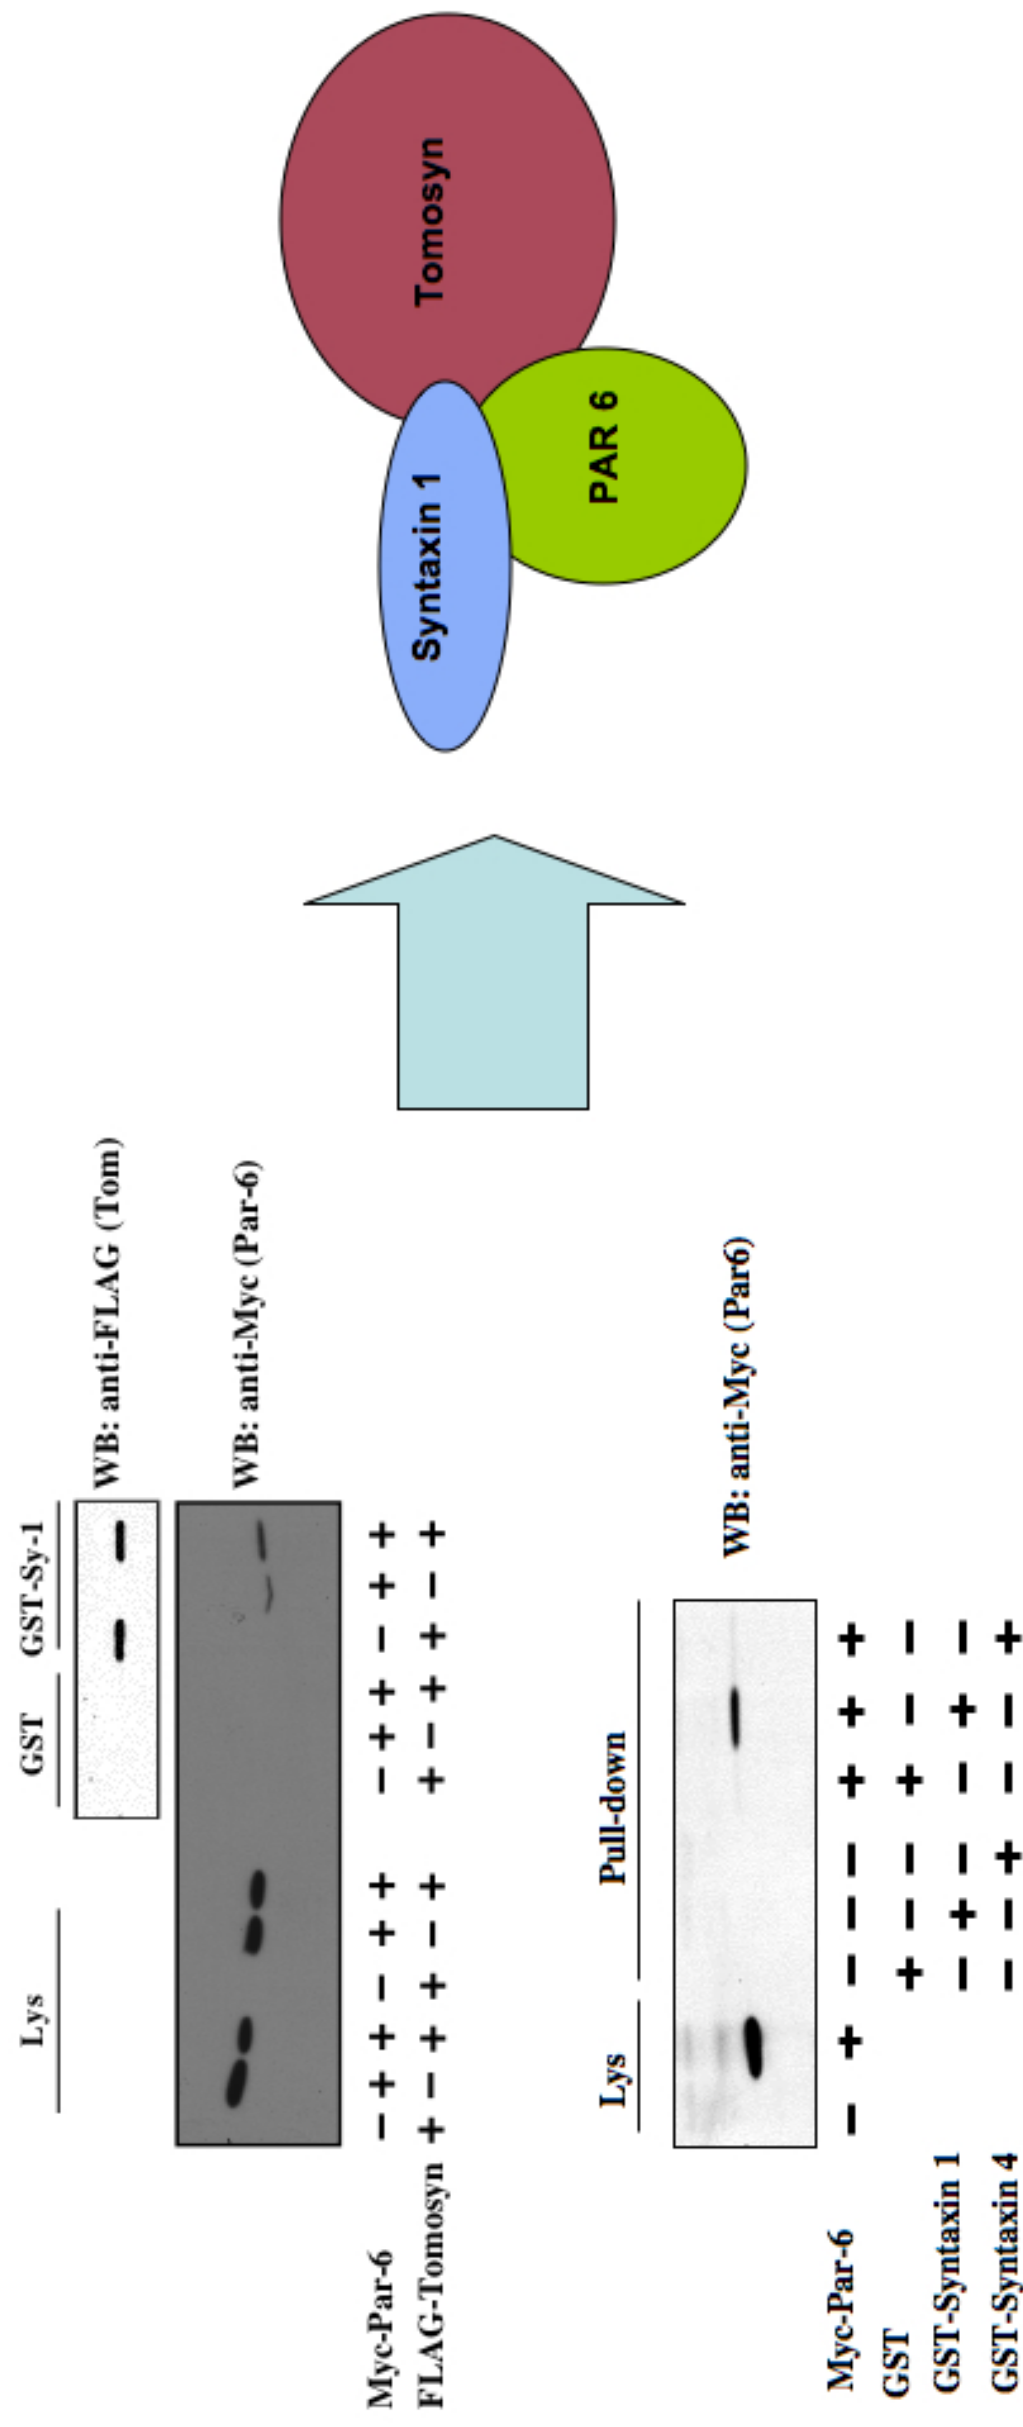 Lys GST GST-Sy-1
WB: anti-FLAG (Tom)
WB: anti-Myc (Par-6)
Myc-Par-6 − + + − + + − + + − + +
FLAG-Tomosyn + − + + − + + − + + − +
Lys Pull-down
WB: anti-Myc (Par6)
Myc-Par-6 − + − − − + + +
GST + − − + − −
GST-Syntaxin 1 − + − − + −
GST-Syntaxin 4 − − + − − +
Syntaxin 1
Tomosyn
PAR 6